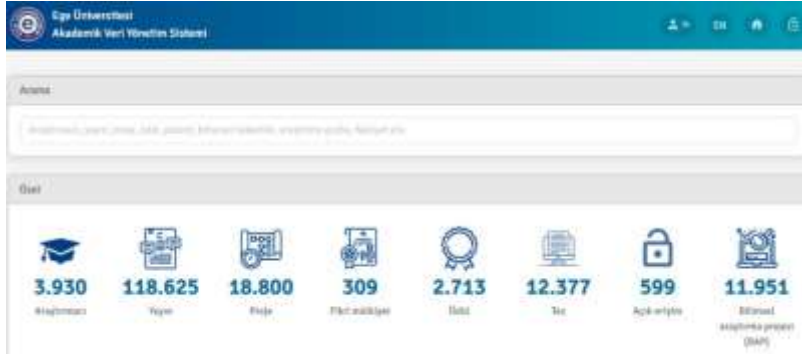 Ege Üniversitesi
Akademik Veri Yönetim Sistemi
EN
Arama
Özet
3.930
118.625
18.800
309
2.713
12.377
599
11.951
Araştırmacı
Yayın
Proje
Fikri mülkiyet
Ödül
Tez
Açık erişim
Bilimsel
araştırma projesi
(BAP)